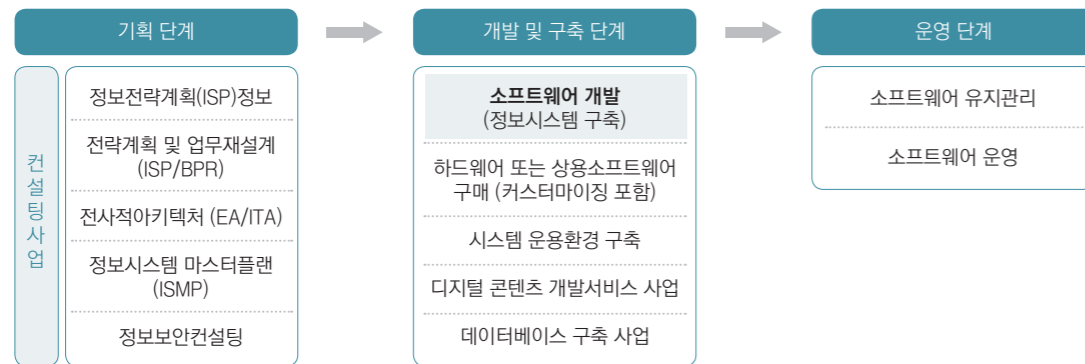 기획 단계
컨설팅사업
정보전략계획(ISP)정보
전략계획 및 업무재설계
(ISP/BPR)
전사적아키텍처 (EA/ITA)
정보시스템 마스터플랜
(ISMP)
정보보안컨설팅
개발 및 구축 단계
소프트웨어 개발
(정보시스템 구축)
하드웨어 또는 상용소프트웨어
구매 (커스터마이징 포함)
시스템 운용환경 구축
디지털 콘텐츠 개발서비스 사업
데이터베이스 구축 사업
운영 단계
소프트웨어 유지관리
소프트웨어 운영